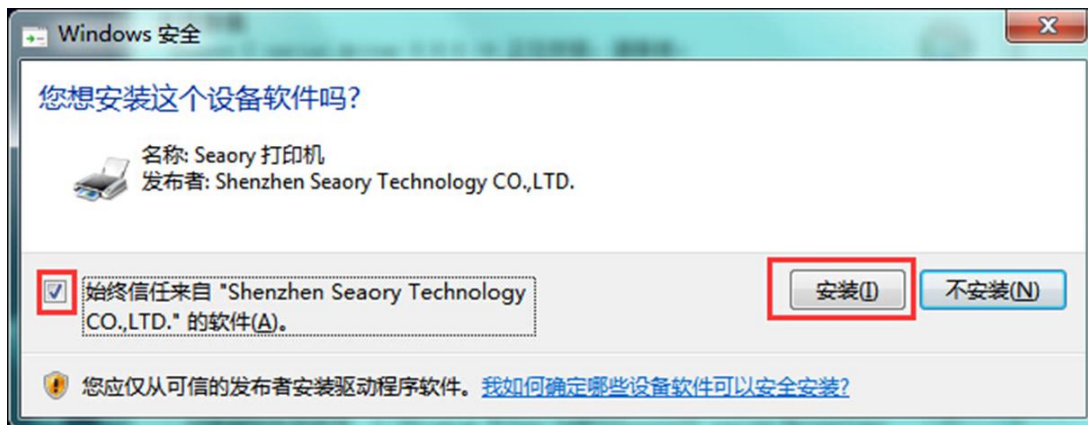 Windows 安全
您想安装这个设备软件吗?
名称: Seaory 打印机
发布者: Shenzhen Seaory Technology CO.,LTD.
始终信任来自 "Shenzhen Seaory Technology
CO.,LTD." 的软件(A)。
安装(I)
不安装(N)
您应仅从可信的发布者安装驱动程序软件。我如何确定哪些设备软件可以安全安装?